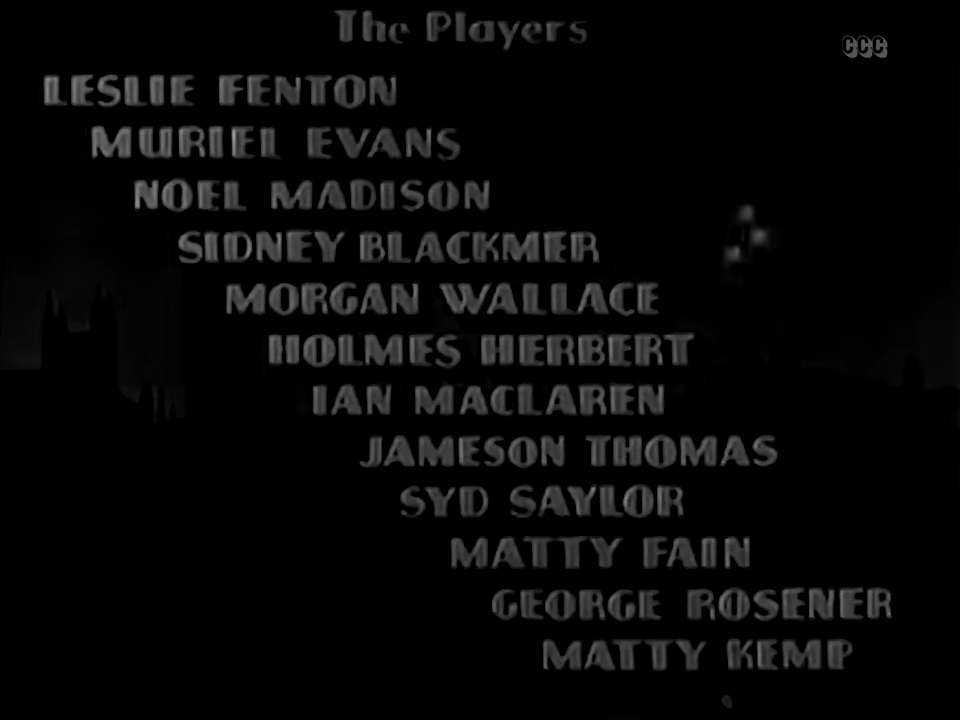 The Players
CCC
LESLIE FENTON
MURIEL EVANS
NOEL MADISON
SIDNEY BLACKMER
MORGAN WALLACE
HOLMES HERBERT
IAN MACLAREN
JAMESON THOMAS
SYD SAYLOR
MATTY FAIN
GEORGE ROSENER
MATTY KEMP